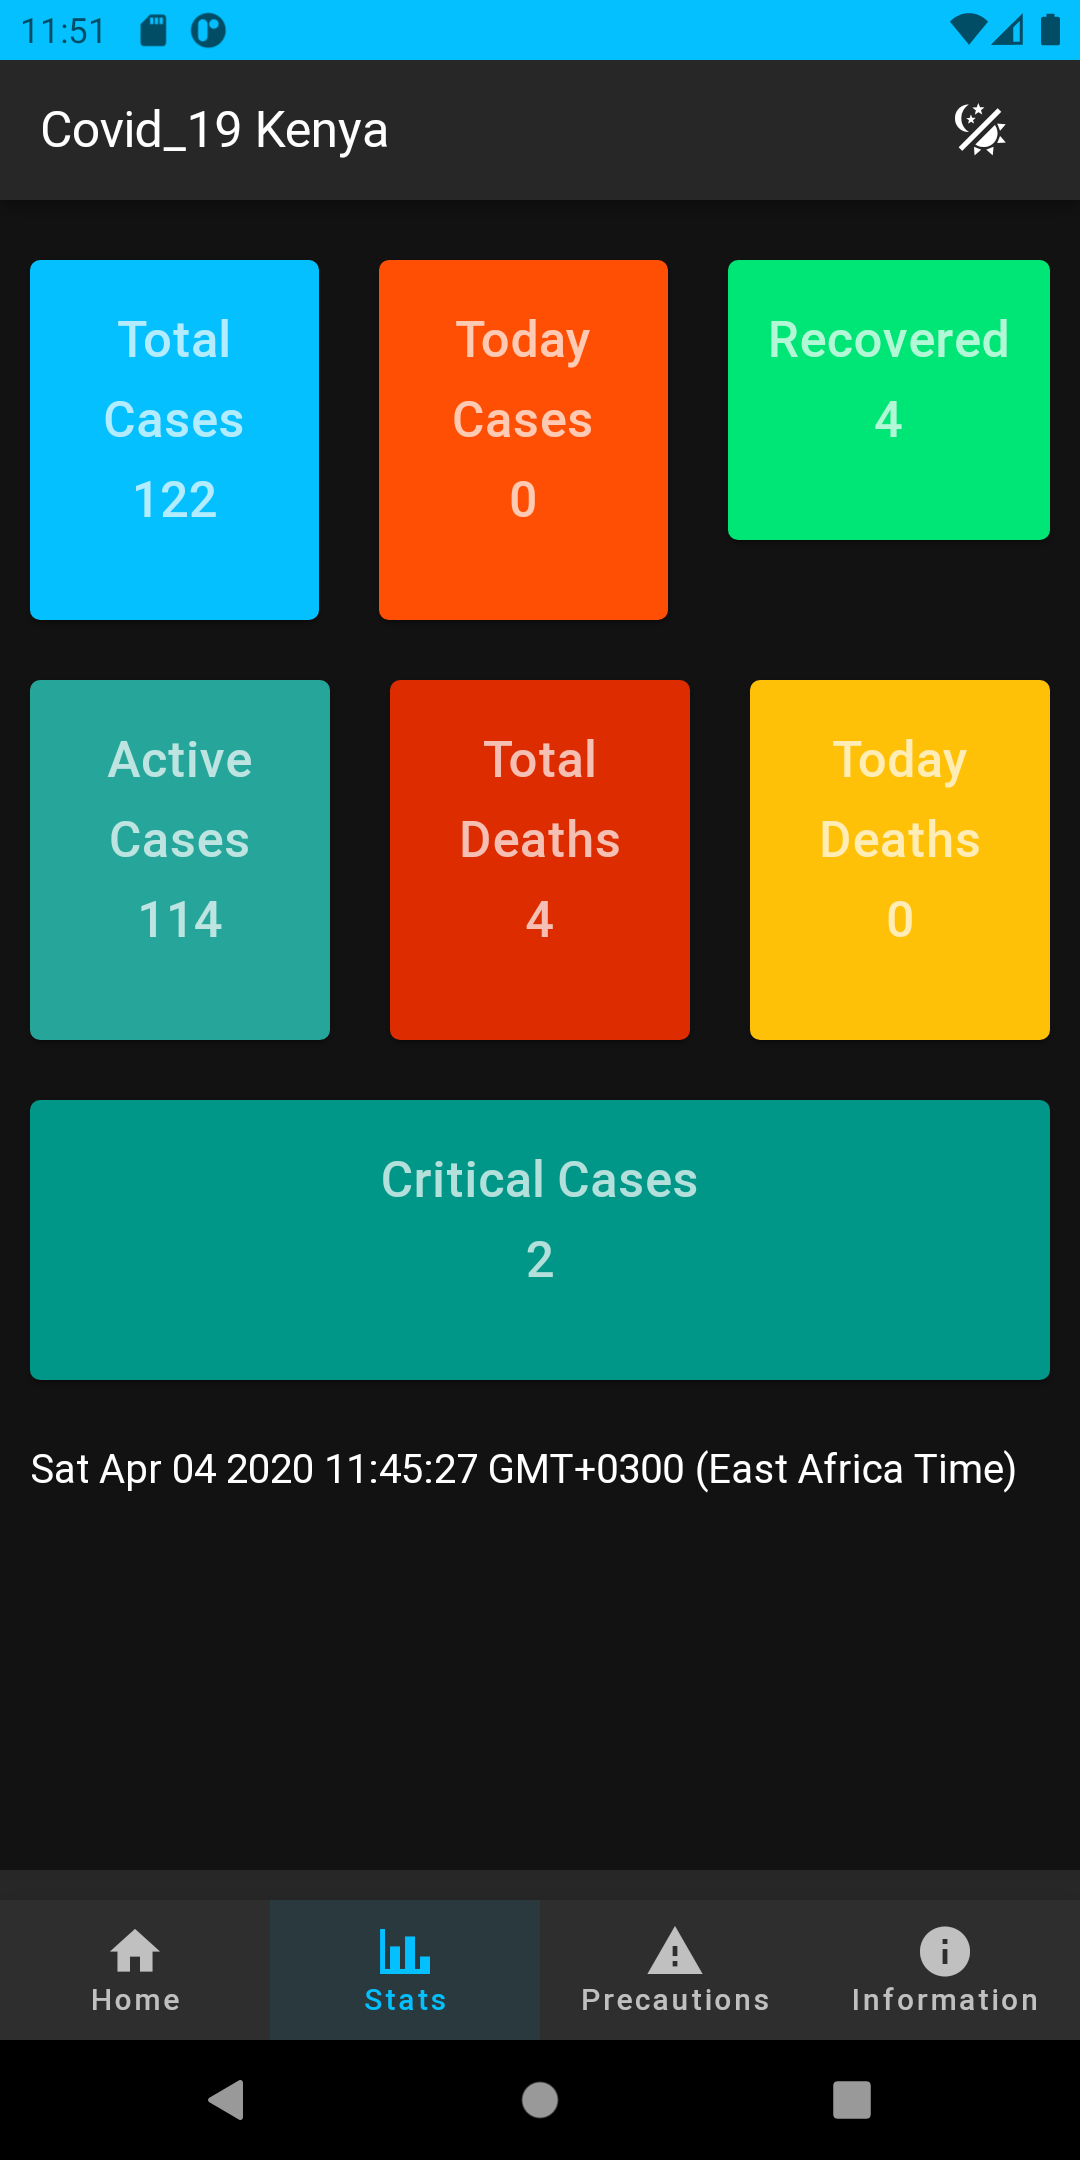 11:51
Covid_19 Kenya
Total
Cases
122
Today
Cases
0
Recovered
4
Active
Cases
114
Total
Deaths
4
Today
Deaths
0
Critical Cases
2
Sat Apr 04 2020 11:45:27 GMT+0300 (East Africa Time)
Home
Stats
Precautions
Information